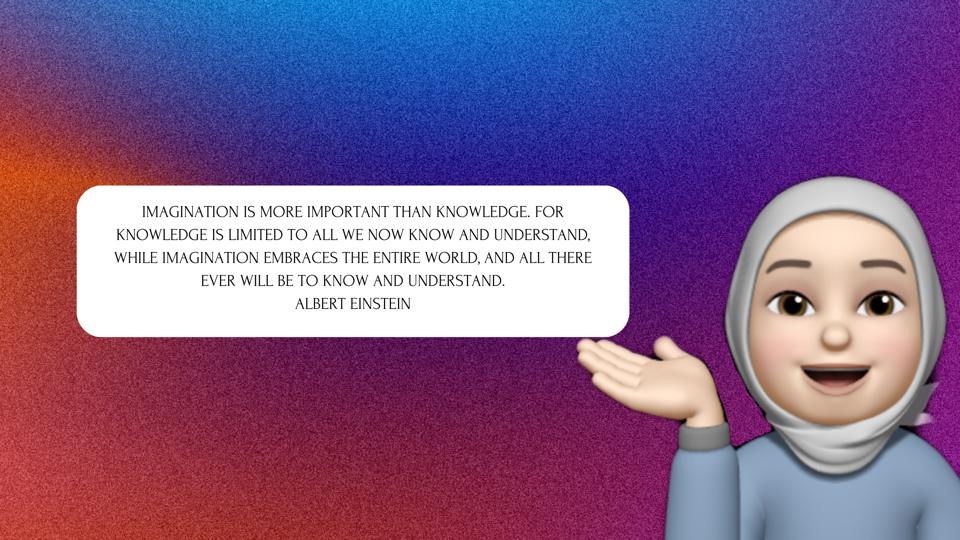 IMAGINATION IS MORE IMPORTANT THAN KNOWLEDGE. FOR
KNOWLEDGE IS LIMITED TO ALL WE NOW KNOW AND UNDERSTAND,
WHILE IMAGINATION EMBRACES THE ENTIRE WORLD, AND ALL THERE
EVER WILL BE TO KNOW AND UNDERSTAND.
ALBERT EINSTEIN